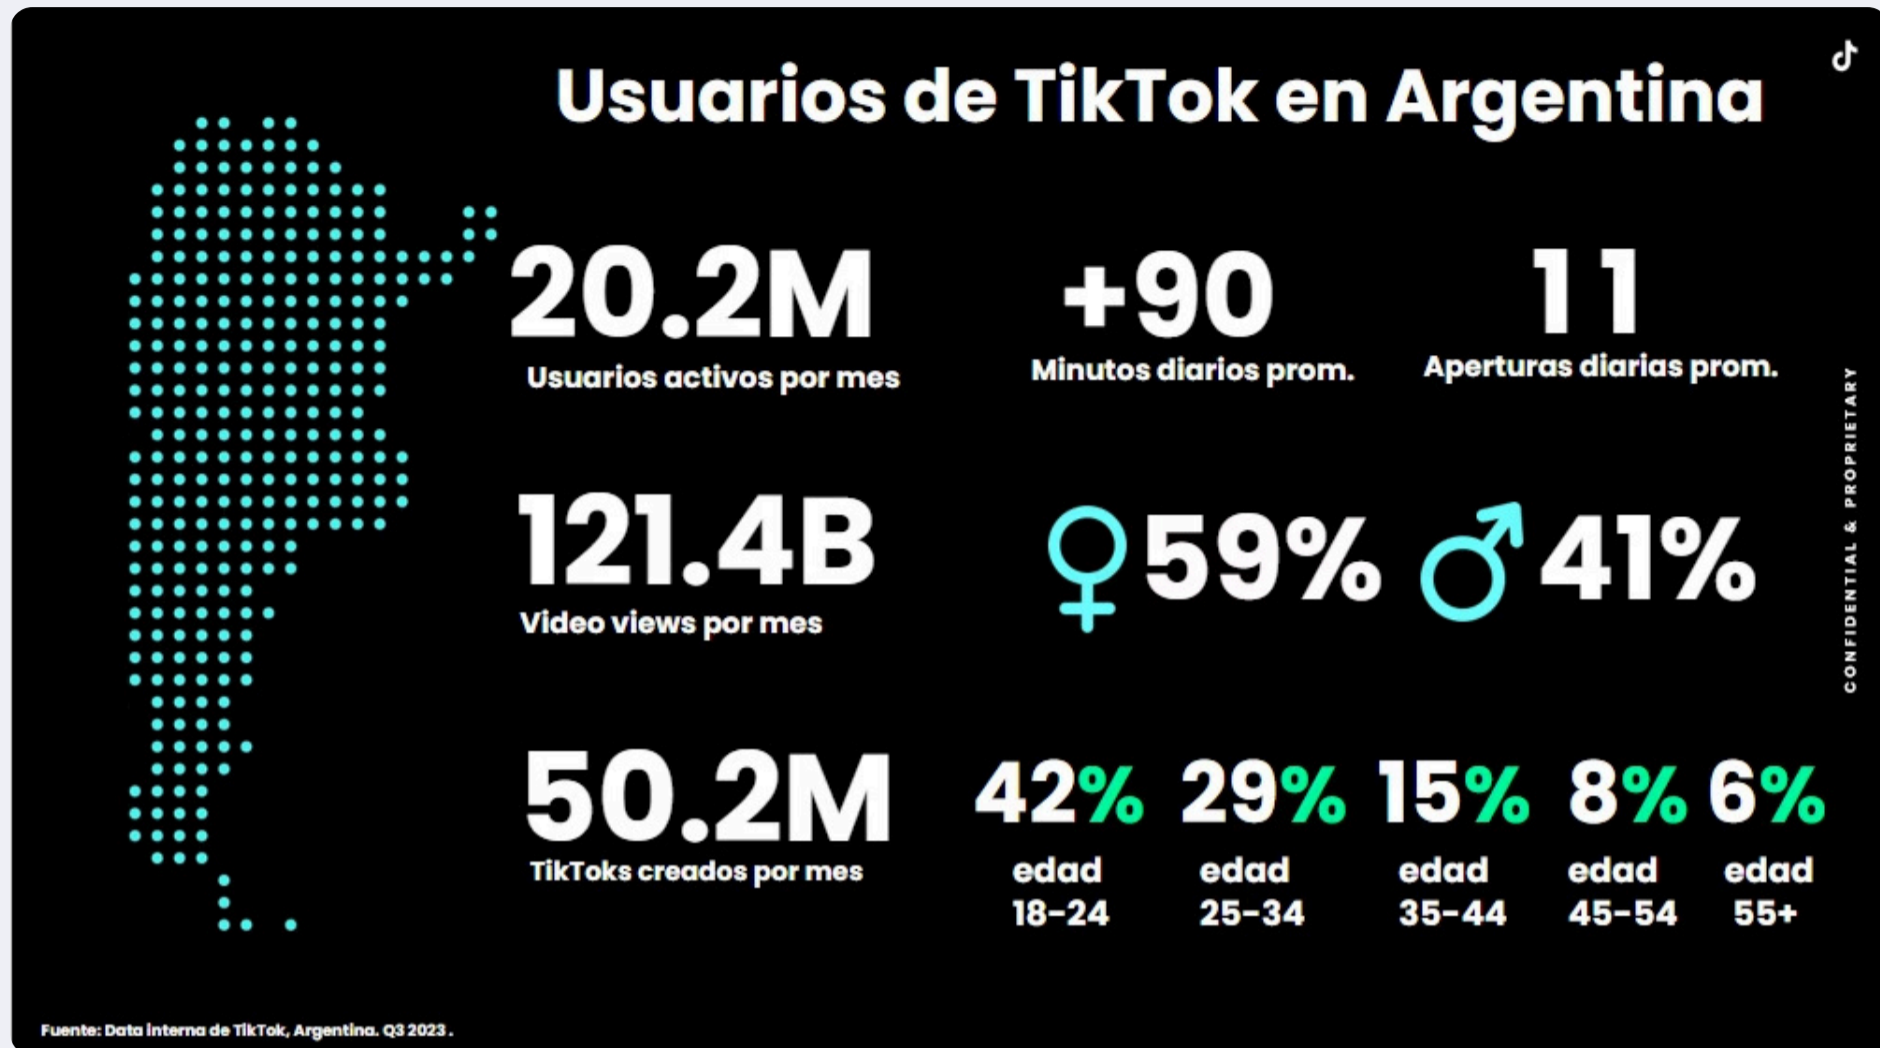 Usuarios de TikTok en Argentina
20.2M
Usuarios activos por mes
+90
Minutos diarios prom.
11
Aperturas diarias prom.
121.4B
Video views por mes
59%
41%
50.2M
TikToks creados por mes
42% 29% 15% 8% 6%
edad edad edad edad edad
18-24 25-34 35-44 45-54 55+
CONFIDENTIAL & PROPRIETARY
Fuente: Data interna de TikTok, Argentina. Q3 2023.